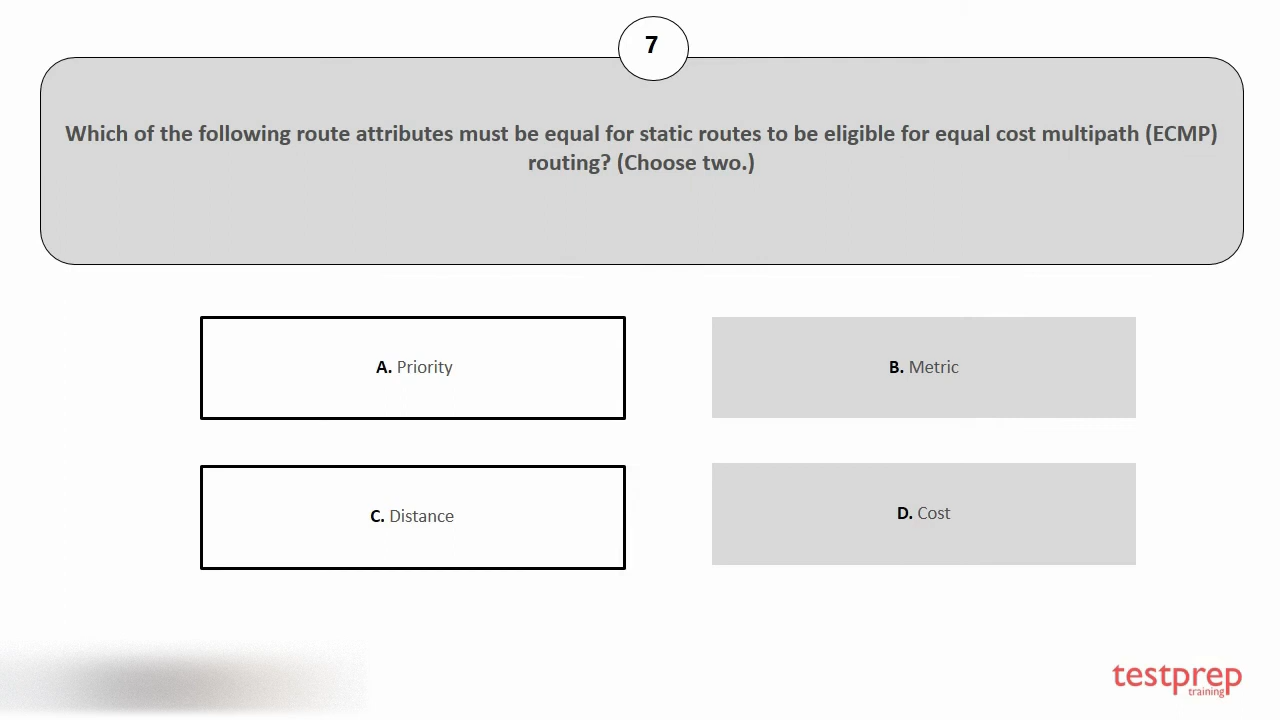 7
Which of the following route attributes must be equal for static routes to be eligible for equal cost multipath (ECMP)
routing? (Choose two.)
A. Priority
B. Metric
C. Distance
D. Cost
testprep
training